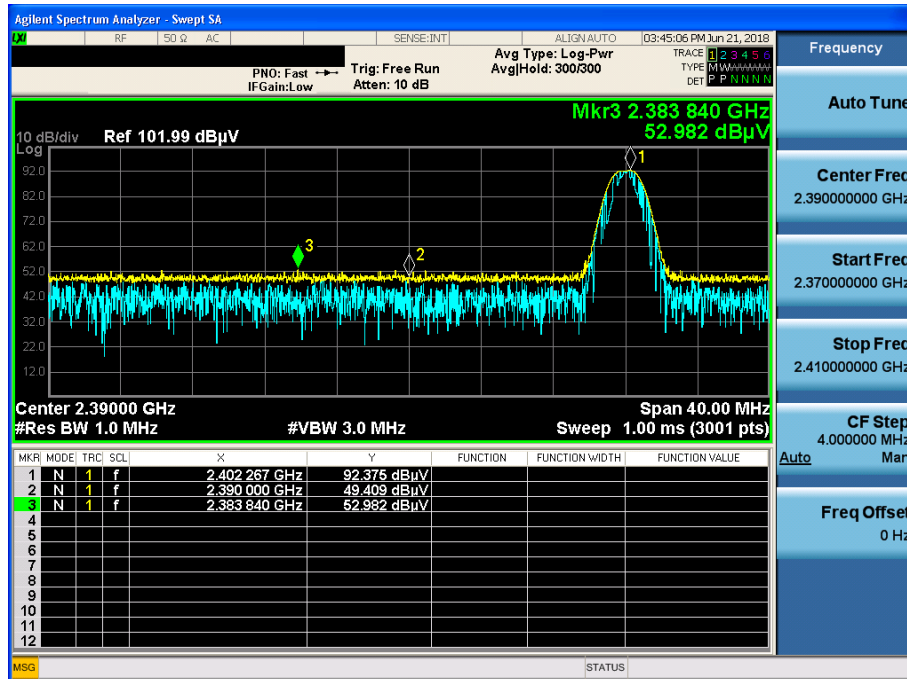 Agilent Spectrum Analyzer - Swept SA
LXI RF 50 Ω AC SENSE:INT ALIGN AUTO 03:45:06 PM Jun 21, 2018
Frequency
PNO: Fast
IFGain:Low
Trig: Free Run
Atten: 10 dB
Avg Type: Log-Pwr
Avg|Hold: 300/300
TRACE 1 2 3 4 5 6
TYPE M W W W W W
DET P P N N N N
Auto Tune
Mkr3 2.383 840 GHz
52.982 dBµV
10 dB/div Ref 101.99 dBµV
Log
92.0
82.0
72.0
62.0
52.0
42.0
32.0
22.0
12.0
1
2
3
Center Freq
2.390000000 GHz
Start Freq
2.370000000 GHz
Stop Freq
2.410000000 GHz
Center 2.39000 GHz Span 40.00 MHz
#Res BW 1.0 MHz #VBW 3.0 MHz Sweep 1.00 ms (3001 pts)
CF Step
4.000000 MHz
Auto Man
MKR MODE TRC SCL X Y FUNCTION FUNCTION WIDTH FUNCTION VALUE
1 N 1 f 2.402 267 GHz 92.375 dBµV
2 N 1 f 2.390 000 GHz 49.409 dBµV
3 N 1 f 2.383 840 GHz 52.982 dBµV
4
5
6
7
8
9
10
11
12
Freq Offset
0 Hz
MSG STATUS